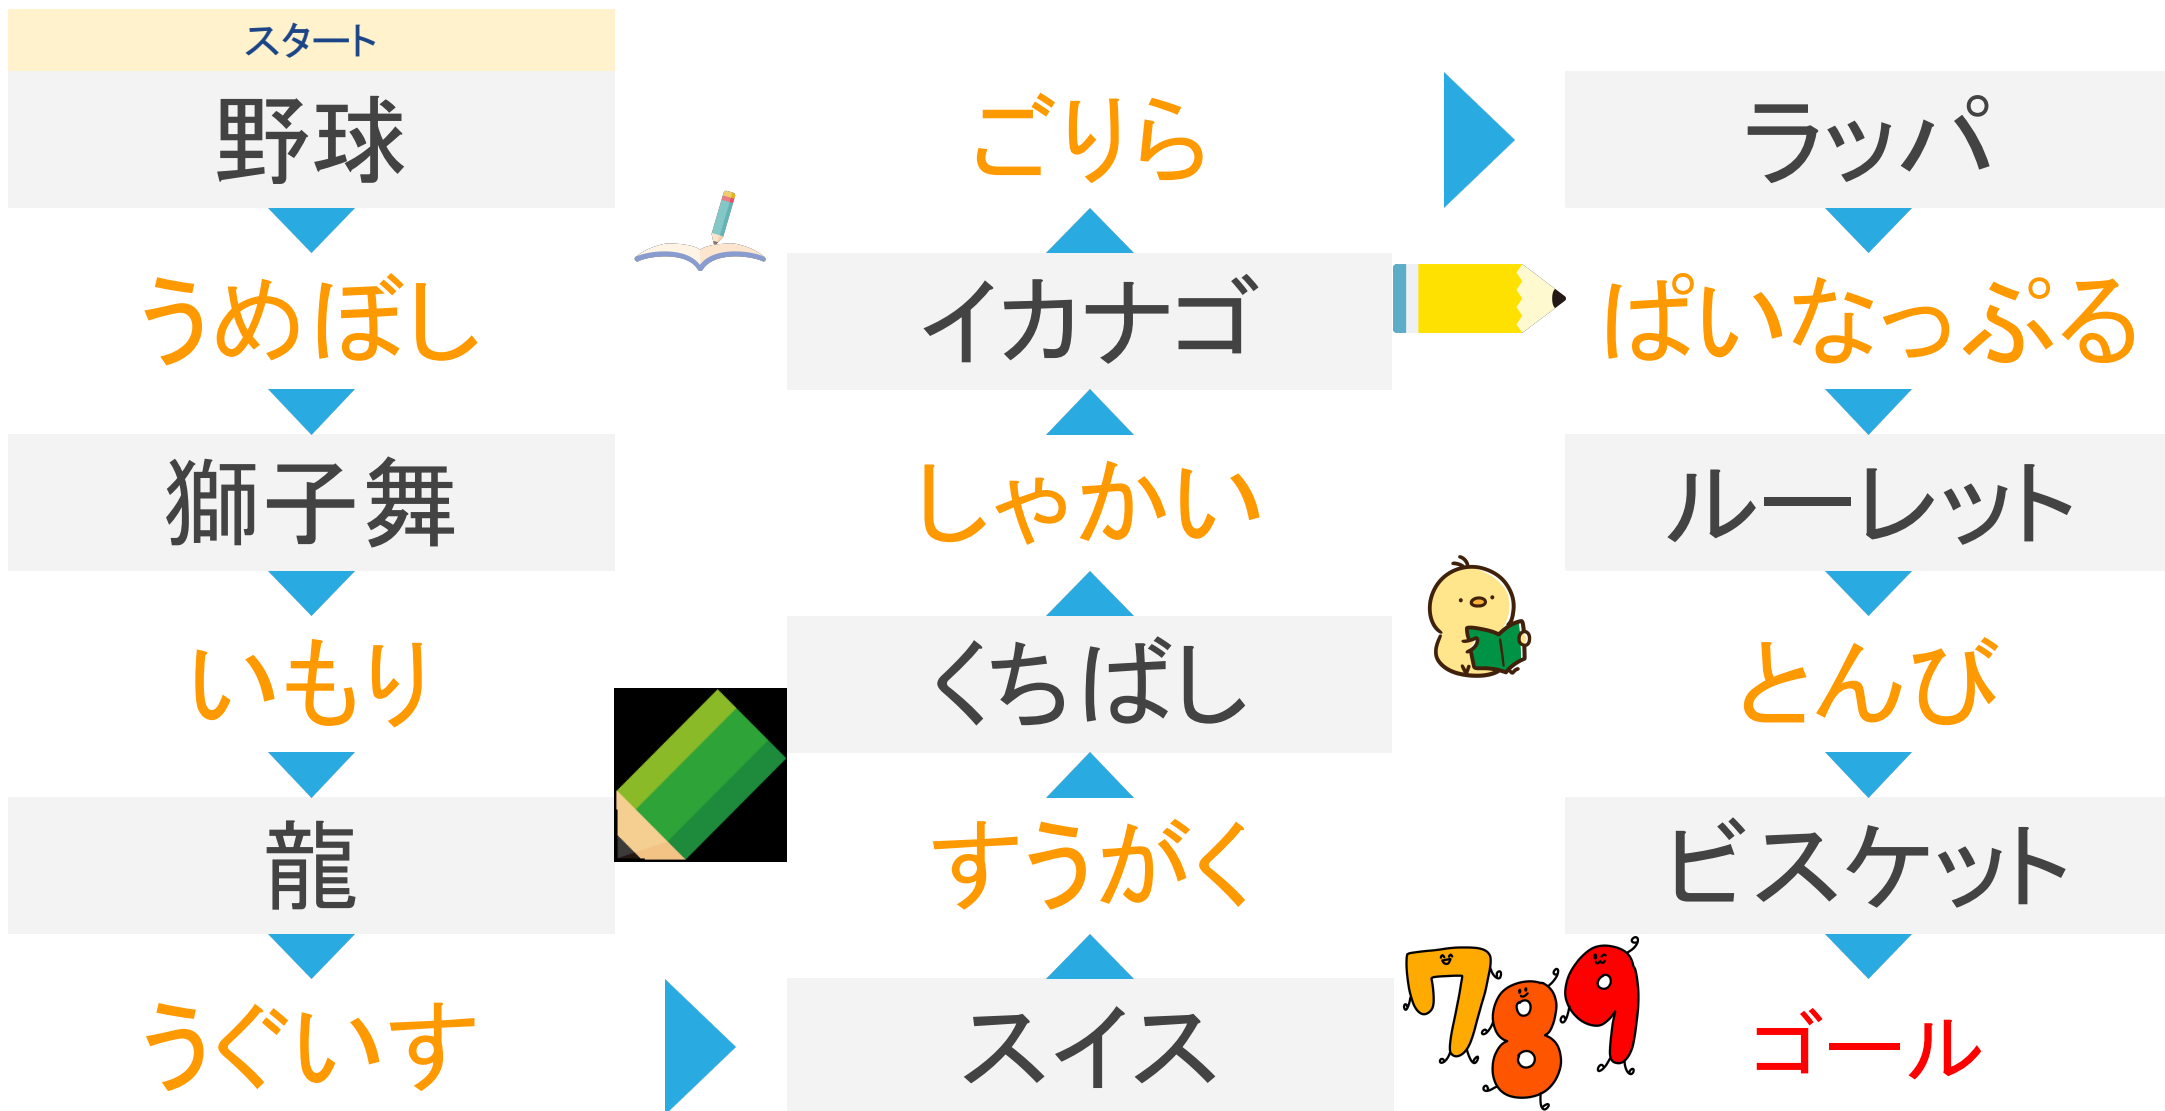 スタート
野球
うめぼし
獅子舞
いもり
龍
うぐいす
スイス
すうがく
くちばし
しゃかい
イカナゴ
ごりら
ラッパ
ぱいなっぷる
ルーレット
とんび
ビスケット
ゴール
789